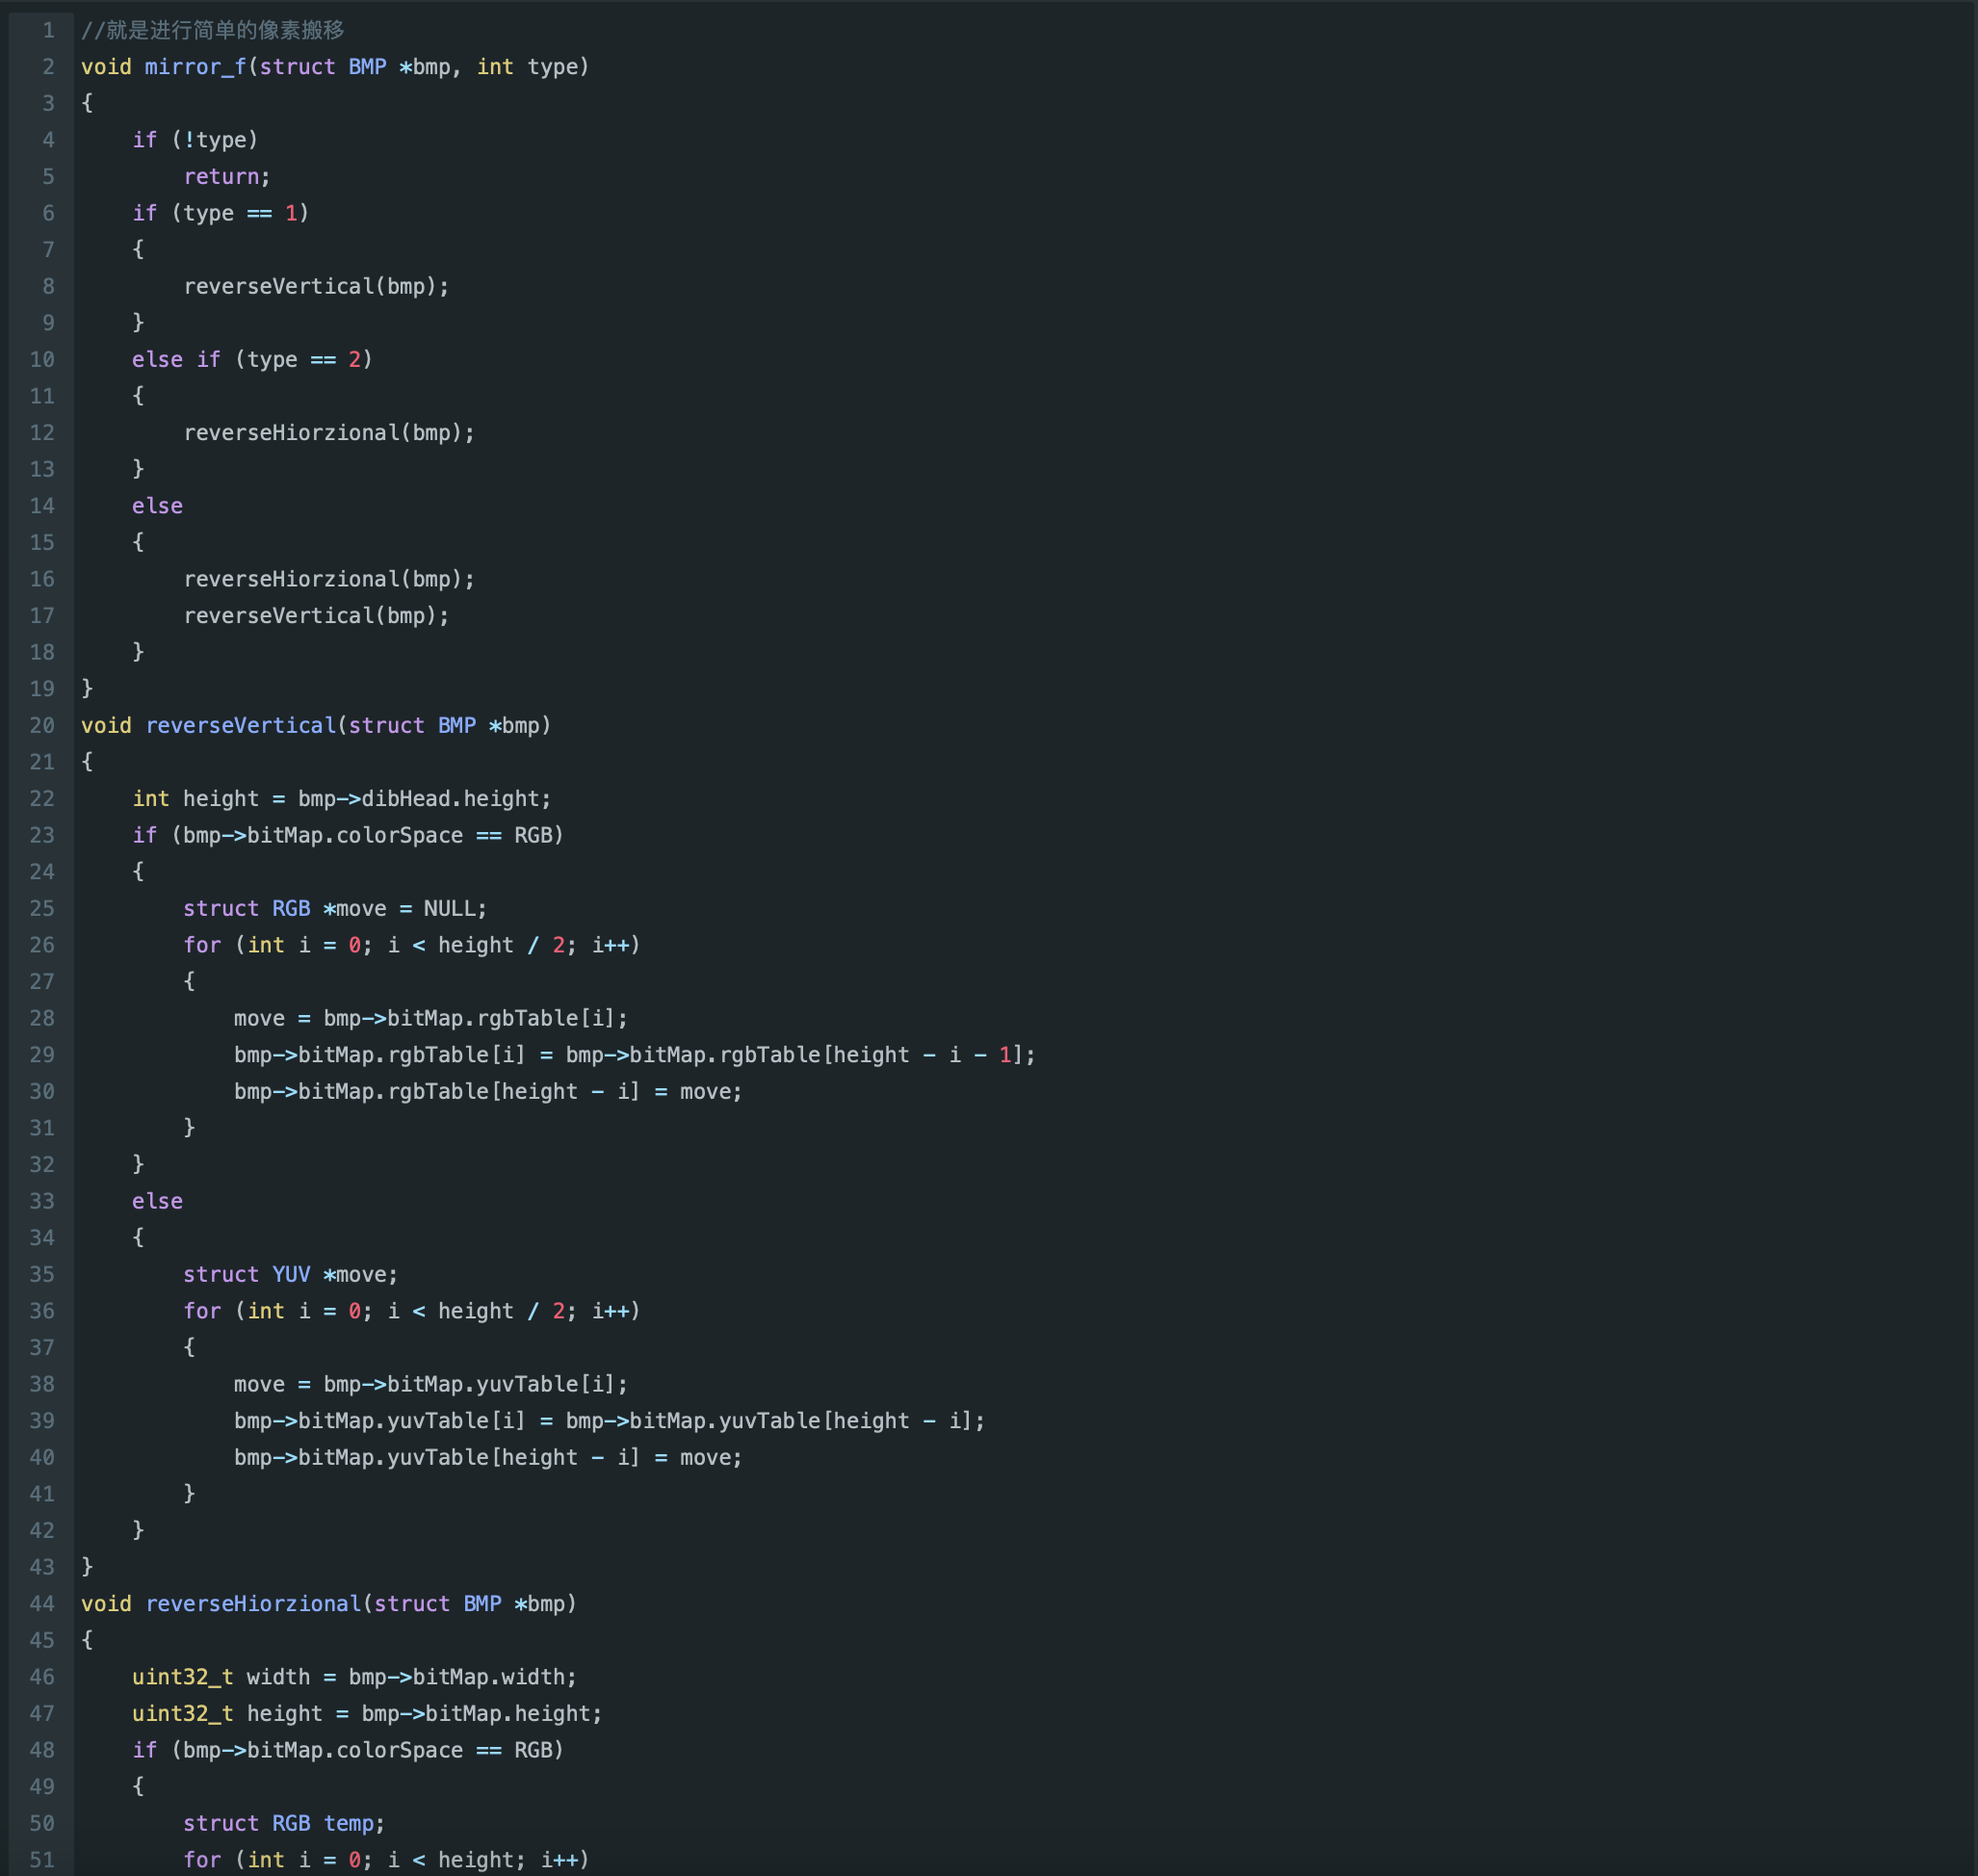 1 //就是进行简单的像素搬移
2 void mirror_f(struct BMP *bmp, int type)
3 {
4     if (!type)
5         return;
6     if (type == 1)
7     {
8         reverseVertical(bmp);
9     }
10     else if (type == 2)
11     {
12         reverseHiorzional(bmp);
13     }
14     else
15     {
16         reverseHiorzional(bmp);
17         reverseVertical(bmp);
18     }
19 }
20 void reverseVertical(struct BMP *bmp)
21 {
22     int height = bmp->dibHead.height;
23     if (bmp->bitMap.colorSpace == RGB)
24     {
25         struct RGB *move = NULL;
26         for (int i = 0; i < height / 2; i++)
27         {
28             move = bmp->bitMap.rgbTable[i];
29             bmp->bitMap.rgbTable[i] = bmp->bitMap.rgbTable[height - i - 1];
30             bmp->bitMap.rgbTable[height - i] = move;
31         }
32     }
33     else
34     {
35         struct YUV *move;
36         for (int i = 0; i < height / 2; i++)
37         {
38             move = bmp->bitMap.yuvTable[i];
39             bmp->bitMap.yuvTable[i] = bmp->bitMap.yuvTable[height - i];
40             bmp->bitMap.yuvTable[height - i] = move;
41         }
42     }
43 }
44 void reverseHiorzional(struct BMP *bmp)
45 {
46     uint32_t width = bmp->bitMap.width;
47     uint32_t height = bmp->bitMap.height;
48     if (bmp->bitMap.colorSpace == RGB)
49     {
50         struct RGB temp;
51         for (int i = 0; i < height; i++)